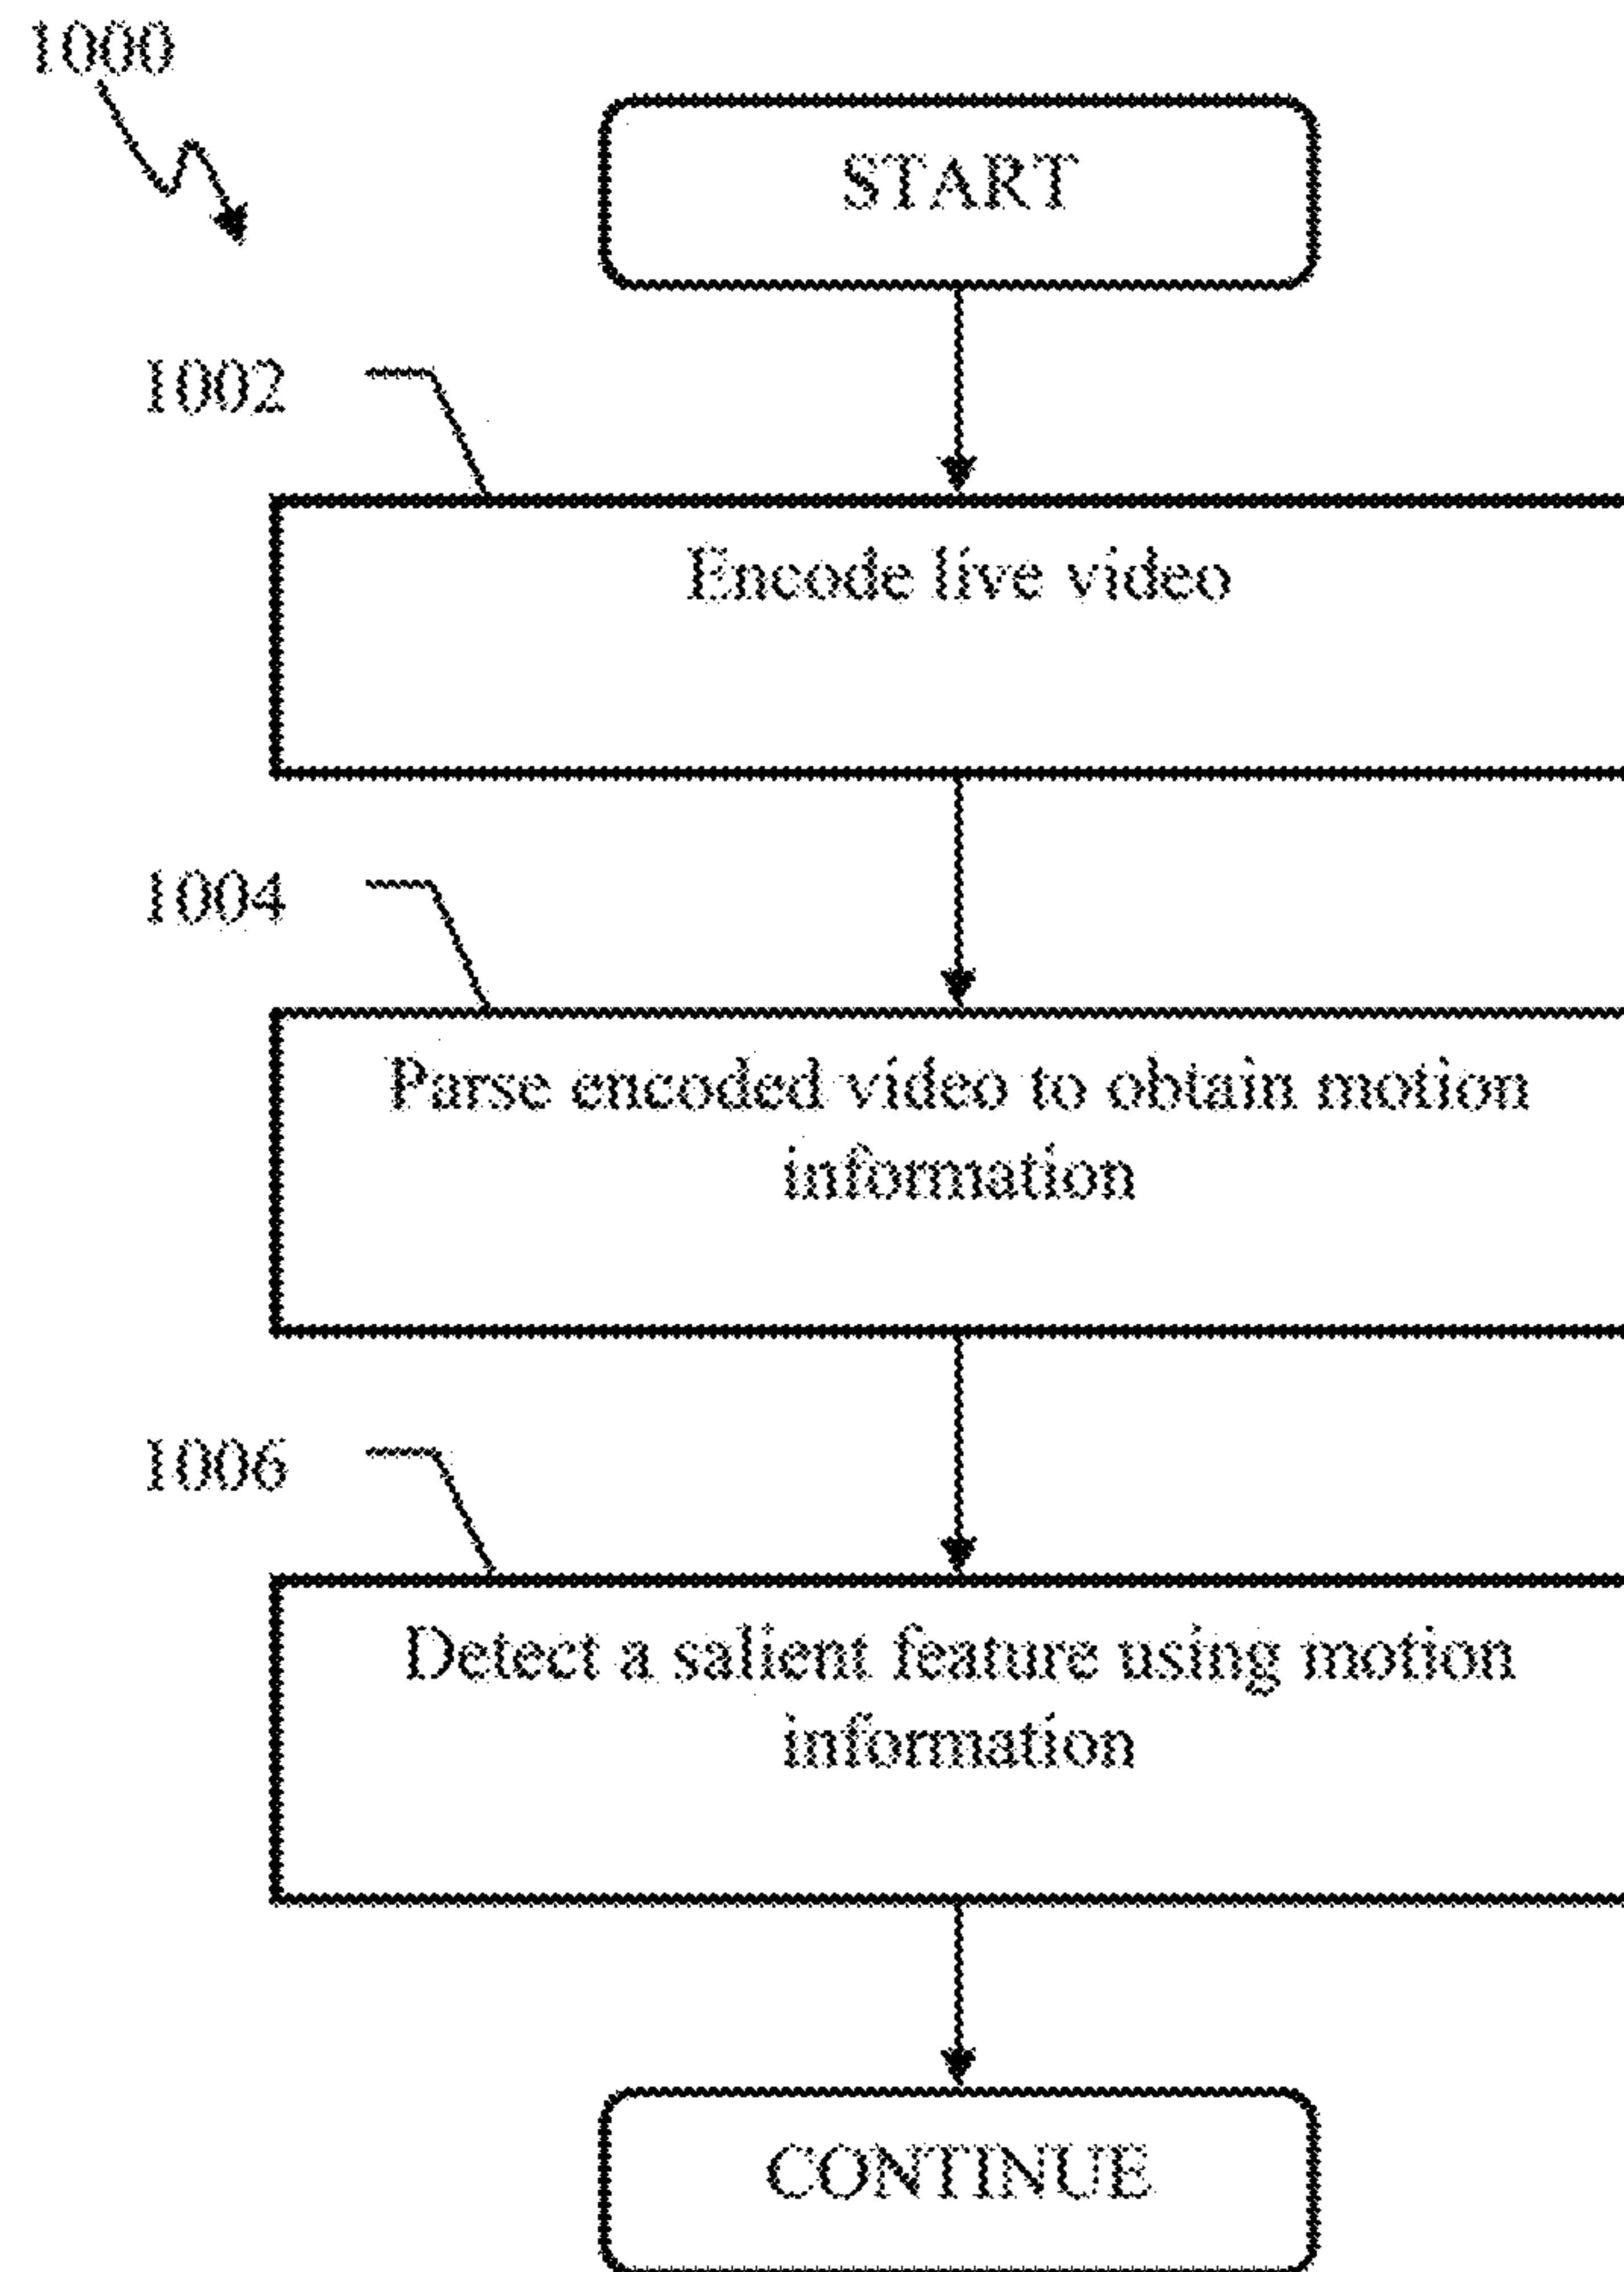 1000
START
1002
Encode live video
1004
Parse encoded video to obtain motion
information
1006
Detect a salient feature using motion
information
CONTINUE